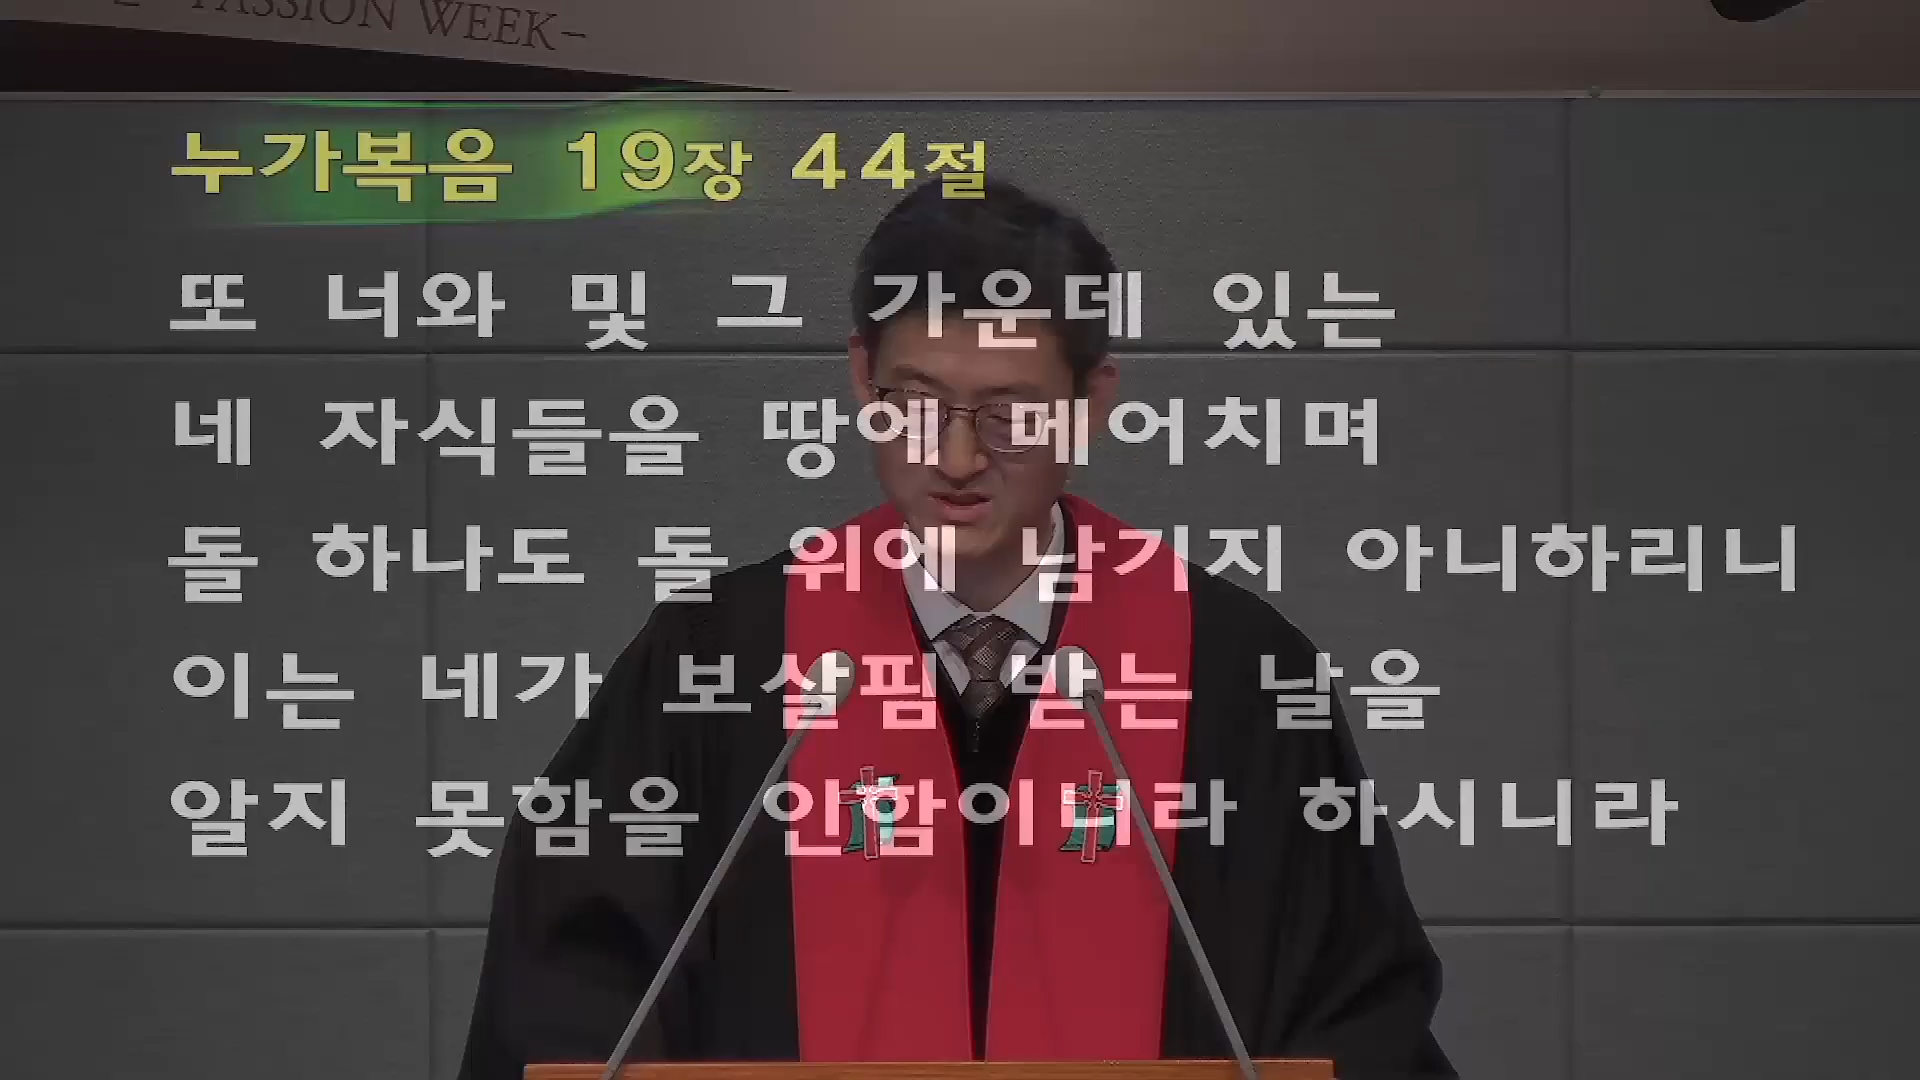 PASSION WEEK-
누가복음 19장 44절
또 너와 및 그 가운데 있는
네 자식들을 땅에 메어치며
돌 하나도 돌 위에 남기지 아니하리니
이는 네가 보살핌 받는 날을
알지 못함을 인함이니라 하시니라